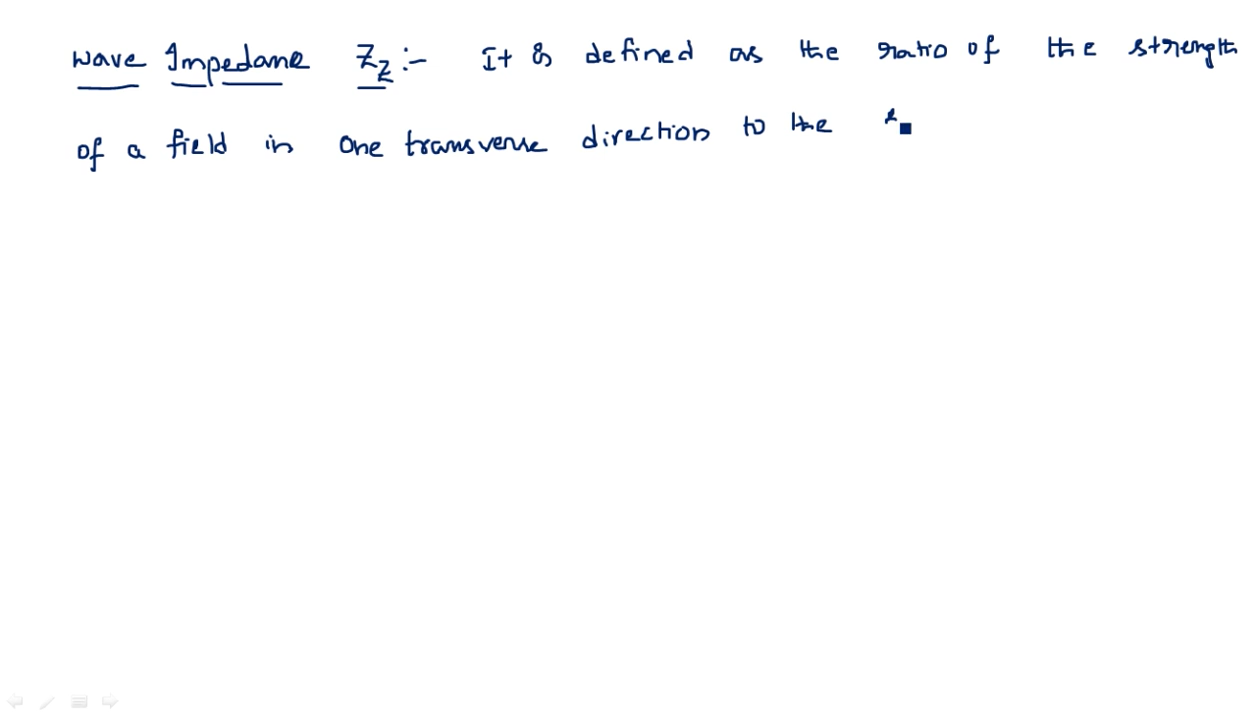 Wave Impedance Zz :- It is defined as the ratio of the strength
of a field in one transverse direction to the